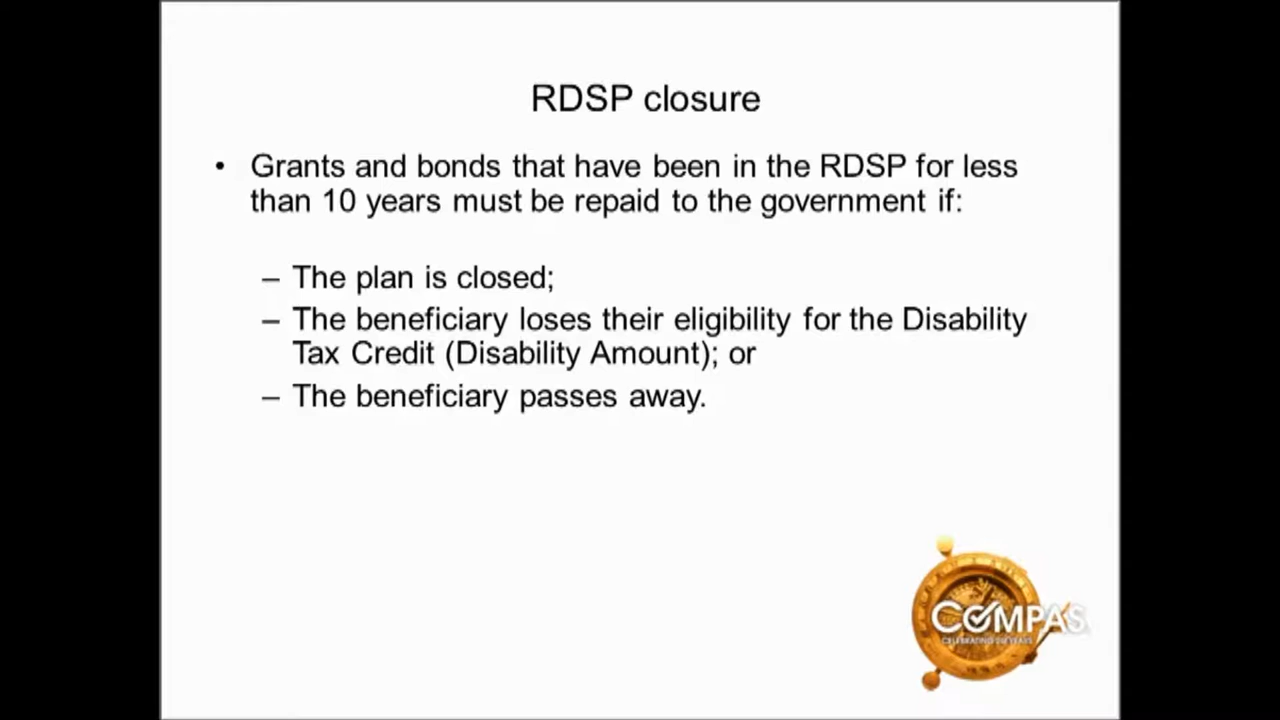 RDSP closure
• Grants and bonds that have been in the RDSP for less
than 10 years must be repaid to the government if:
– The plan is closed;
– The beneficiary loses their eligibility for the Disability
Tax Credit (Disability Amount); or
– The beneficiary passes away.
COMPAS
CELEBRATING